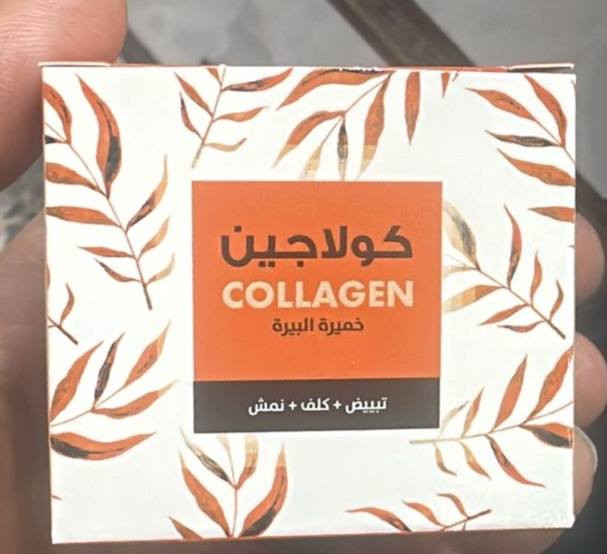 كولاجين
COLLAGEN
خميرة البيرة
تبييض + كلف + نمش